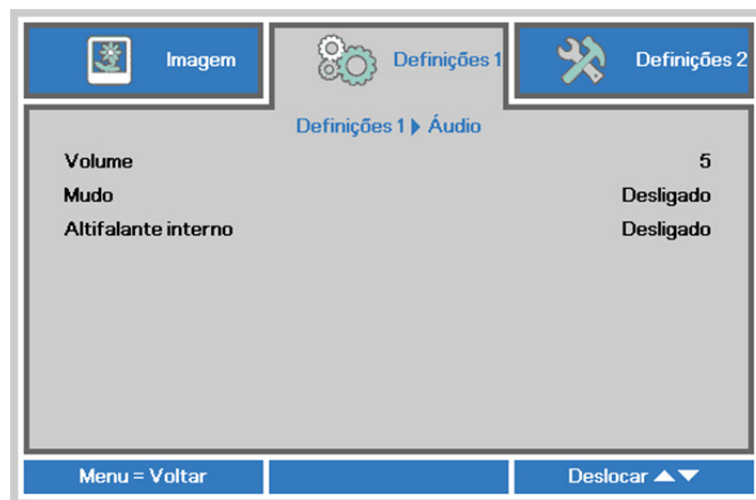 Imagem
Definições 1
Definições 2
Definições 1 ▶ Áudio
Volume 5
Mudo Desligado
Altifalante interno Desligado
Menu = Voltar
Deslocar ▲▼